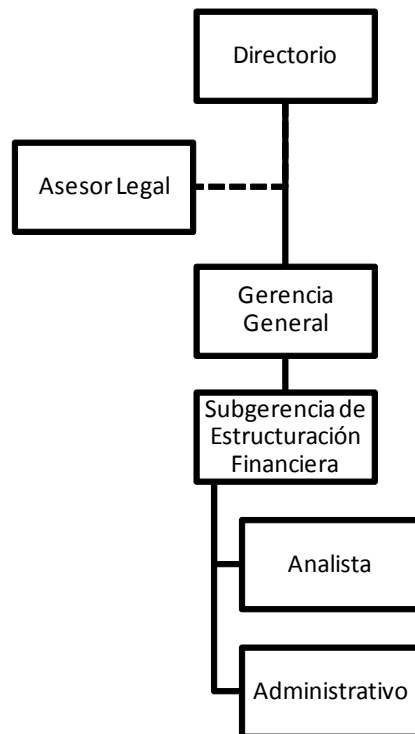 Directorio
Asesor Legal
Gerencia
General
Subgerencia de
Estructuración
Financiera
Analista
Administrativo